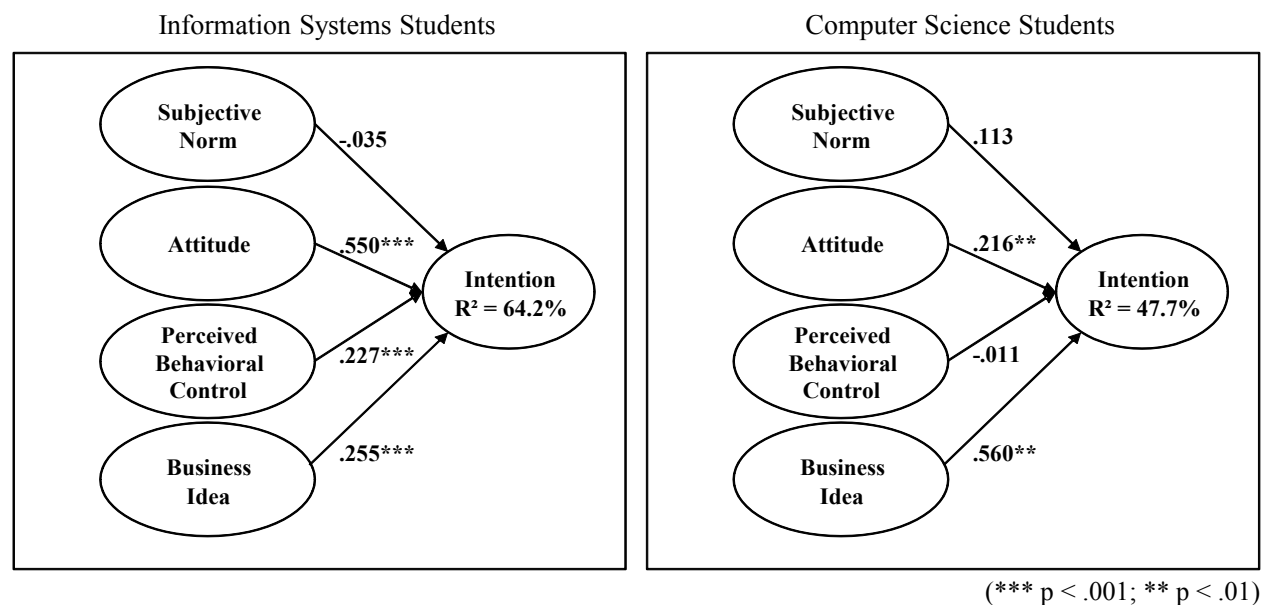 Information Systems Students
Subjective
Norm
-.035
Attitude
.550***
Intention
R² = 64.2%
Perceived
Behavioral
Control
.227***
Business
Idea
.255***
Computer Science Students
Subjective
Norm
.113
Attitude
.216**
Intention
R² = 47.7%
Perceived
Behavioral
Control
-.011
Business
Idea
.560**
(*** p < .001; ** p < .01)